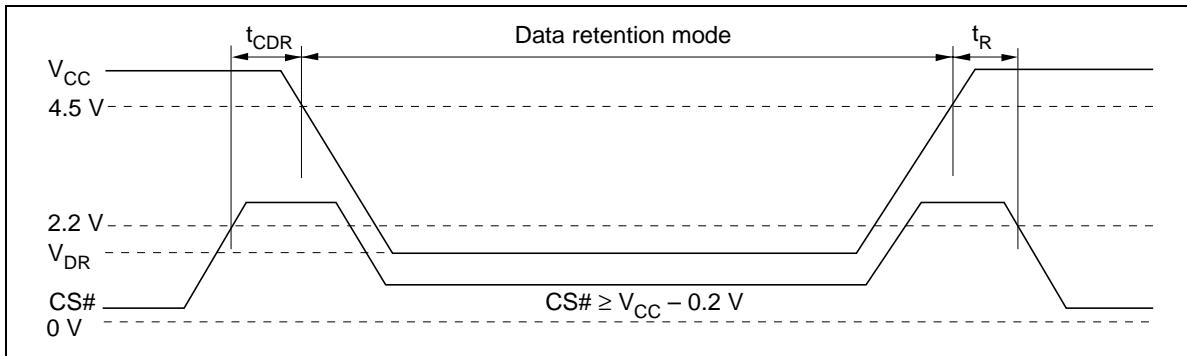 t_CDR Data retention mode t_R
V_CC
4.5 V
2.2 V
V_DR
CS# CS# ≥ V_CC – 0.2 V
0 V